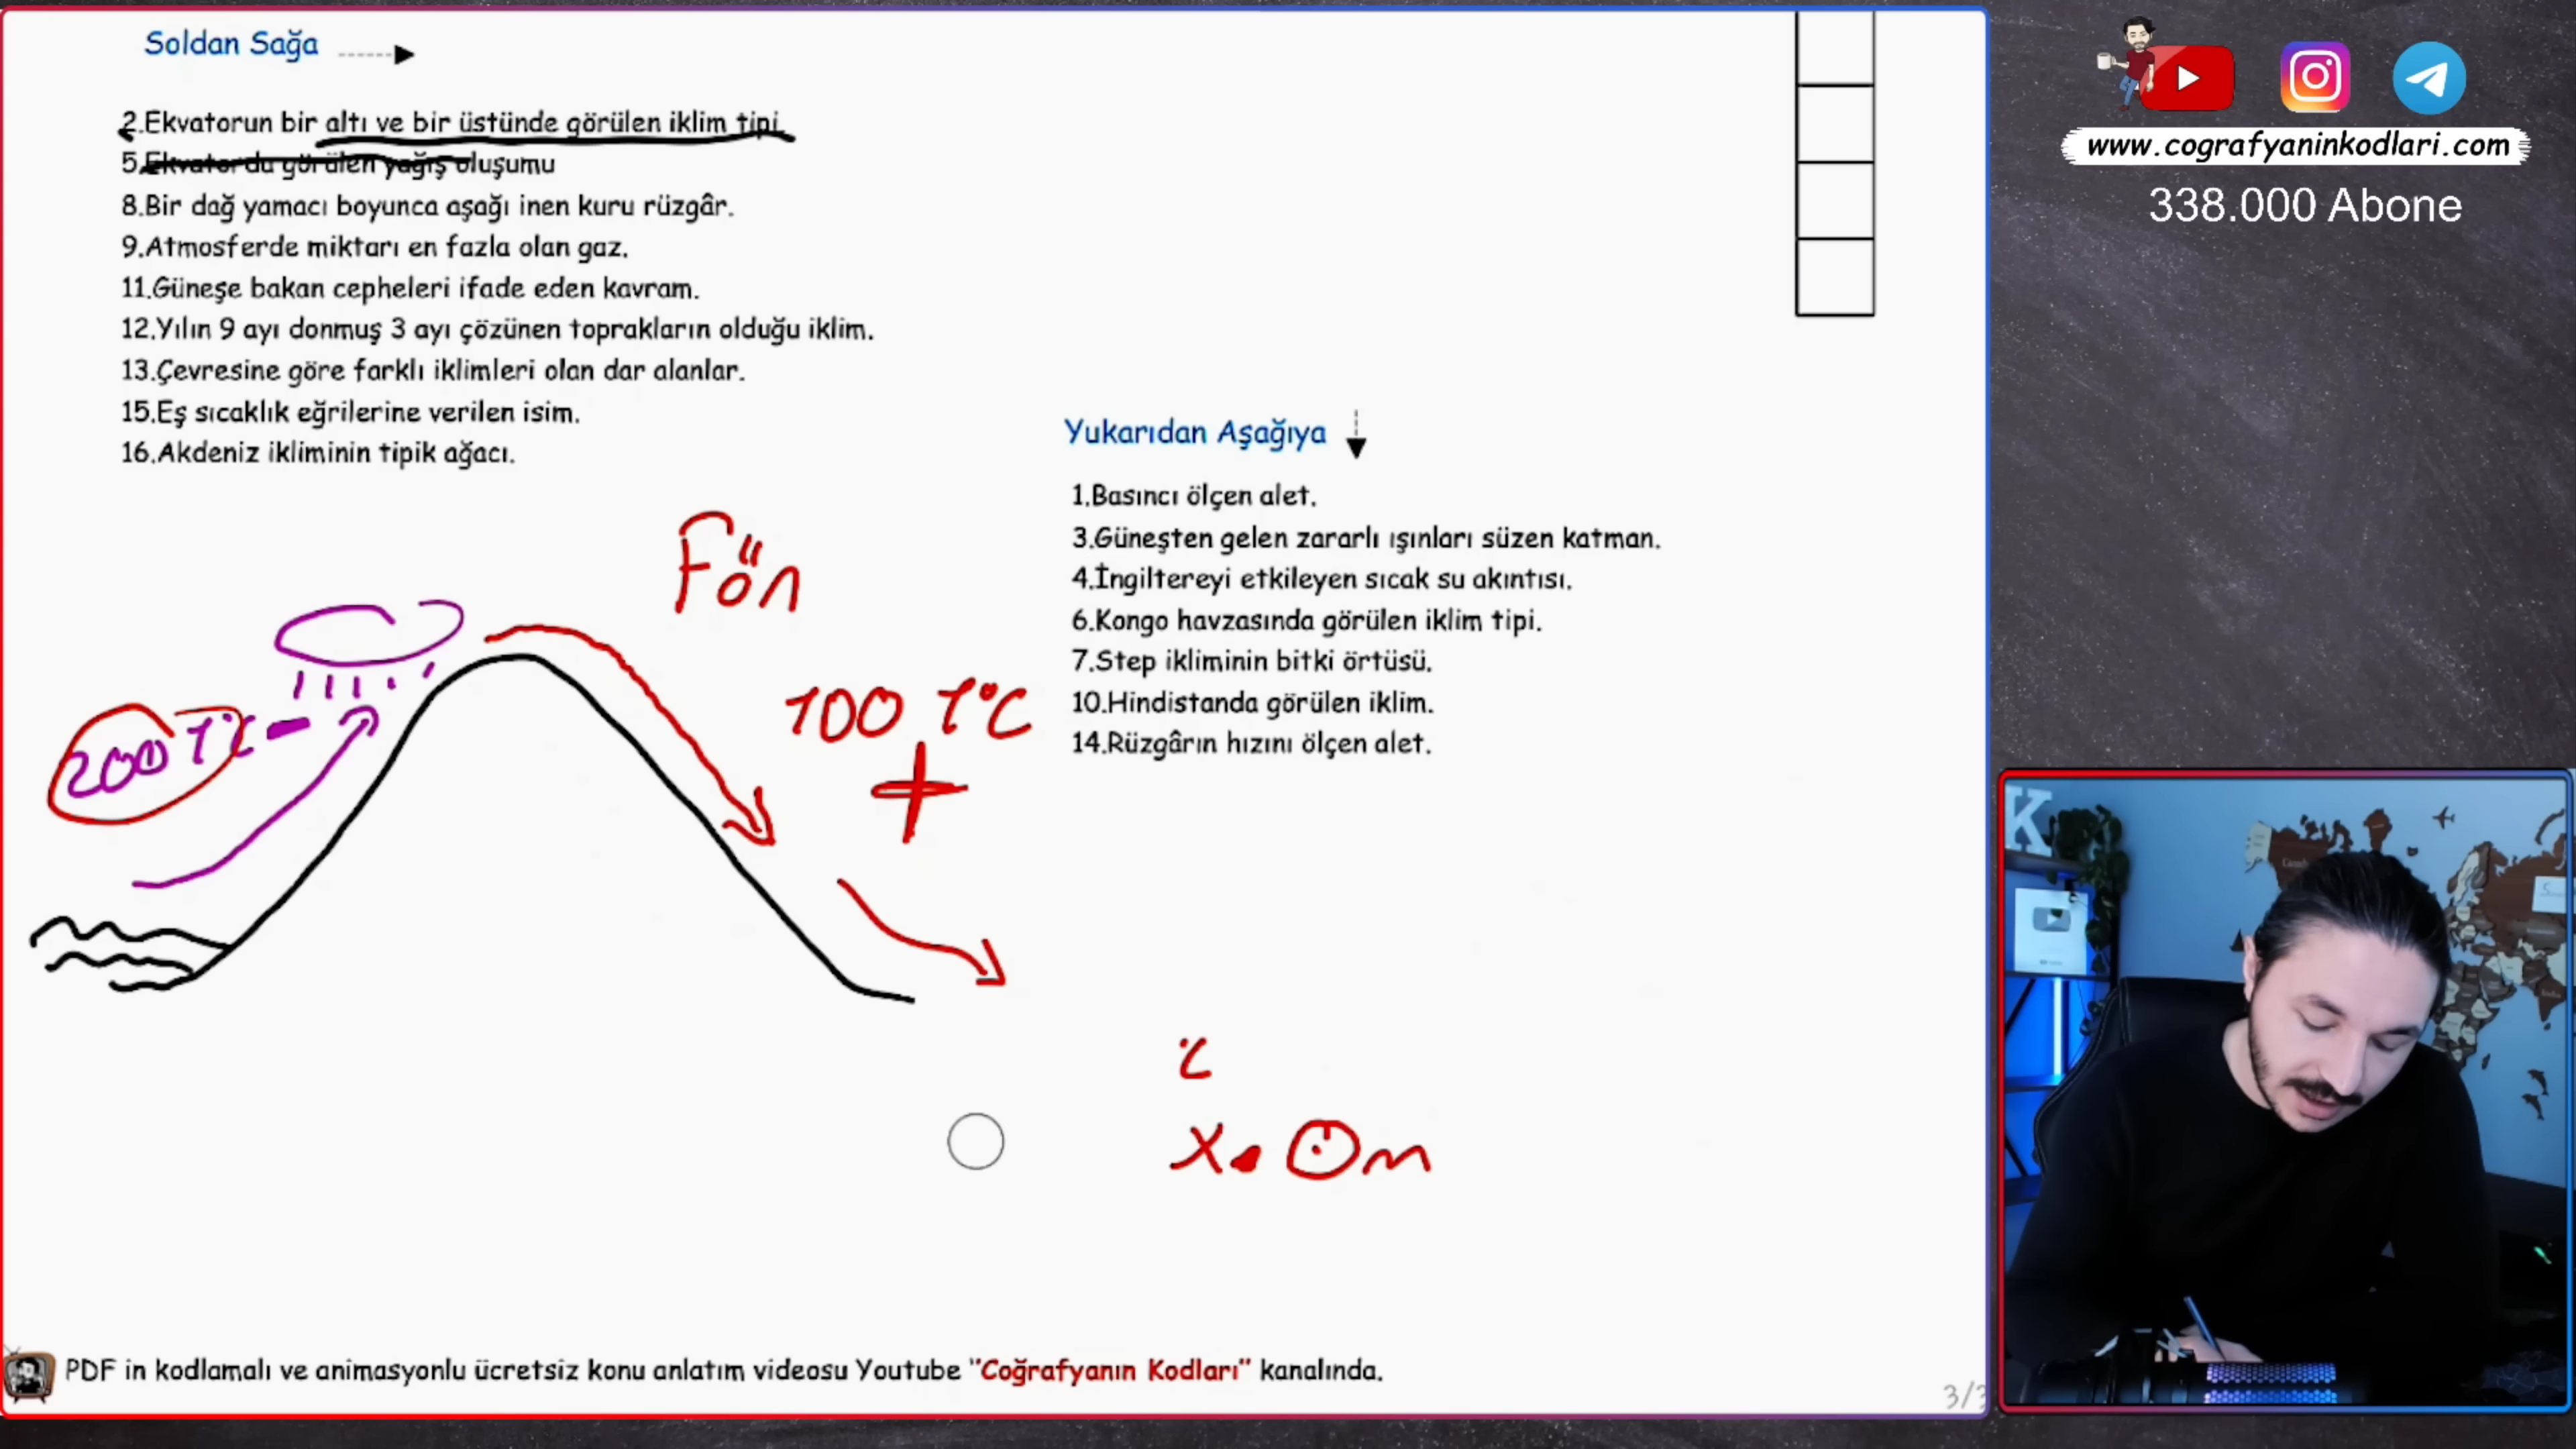 Soldan Sağa
2.Ekvatorun bir altı ve bir üstünde görülen iklim tipi
5.Ekvatorda görülen yağış oluşumu
8.Bir dağ yamacı boyunca aşağı inen kuru rüzgâr.
9.Atmosferde miktarı en fazla olan gaz.
11.Güneşe bakan cepheleri ifade eden kavram.
12.Yılın 9 ayı donmuş 3 ayı çözünen toprakların olduğu iklim.
13.Çevresine göre farklı iklimleri olan dar alanlar.
15.Eş sıcaklık eğrilerine verilen isim.
16.Akdeniz ikliminin tipik ağacı.
Yukarıdan Aşağıya
1.Basıncı ölçen alet.
3.Güneşten gelen zararlı ışınları süzen katman.
4.İngiltereyi etkileyen sıcak su akıntısı.
6.Kongo havzasında görülen iklim tipi.
7.Step ikliminin bitki örtüsü.
10.Hindistanda görülen iklim.
14.Rüzgârın hızını ölçen alet.
Fön
200 1°C -
100 1°C
+
°C
PDF in kodlamalı ve animasyonlu ücretsiz konu anlatım videosu Youtube "Coğrafyanın Kodları" kanalında.
www.cografyaninkodlari.com
338.000 Abone
K